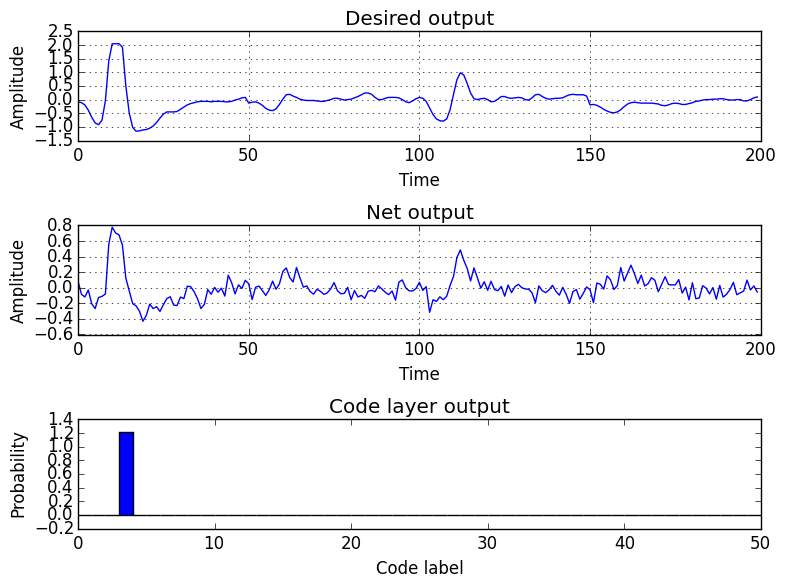 Desired output
Amplitude
2.5
2.0
1.5
1.0
0.5
0.0
−0.5
−1.0
−1.5
0 50 100 150 200
Time
Net output
Amplitude
0.8
0.6
0.4
0.2
0.0
−0.2
−0.4
−0.6
0 50 100 150 200
Time
Code layer output
Probability
1.4
1.2
1.0
0.8
0.6
0.4
0.2
0.0
−0.2
0 10 20 30 40 50
Code label